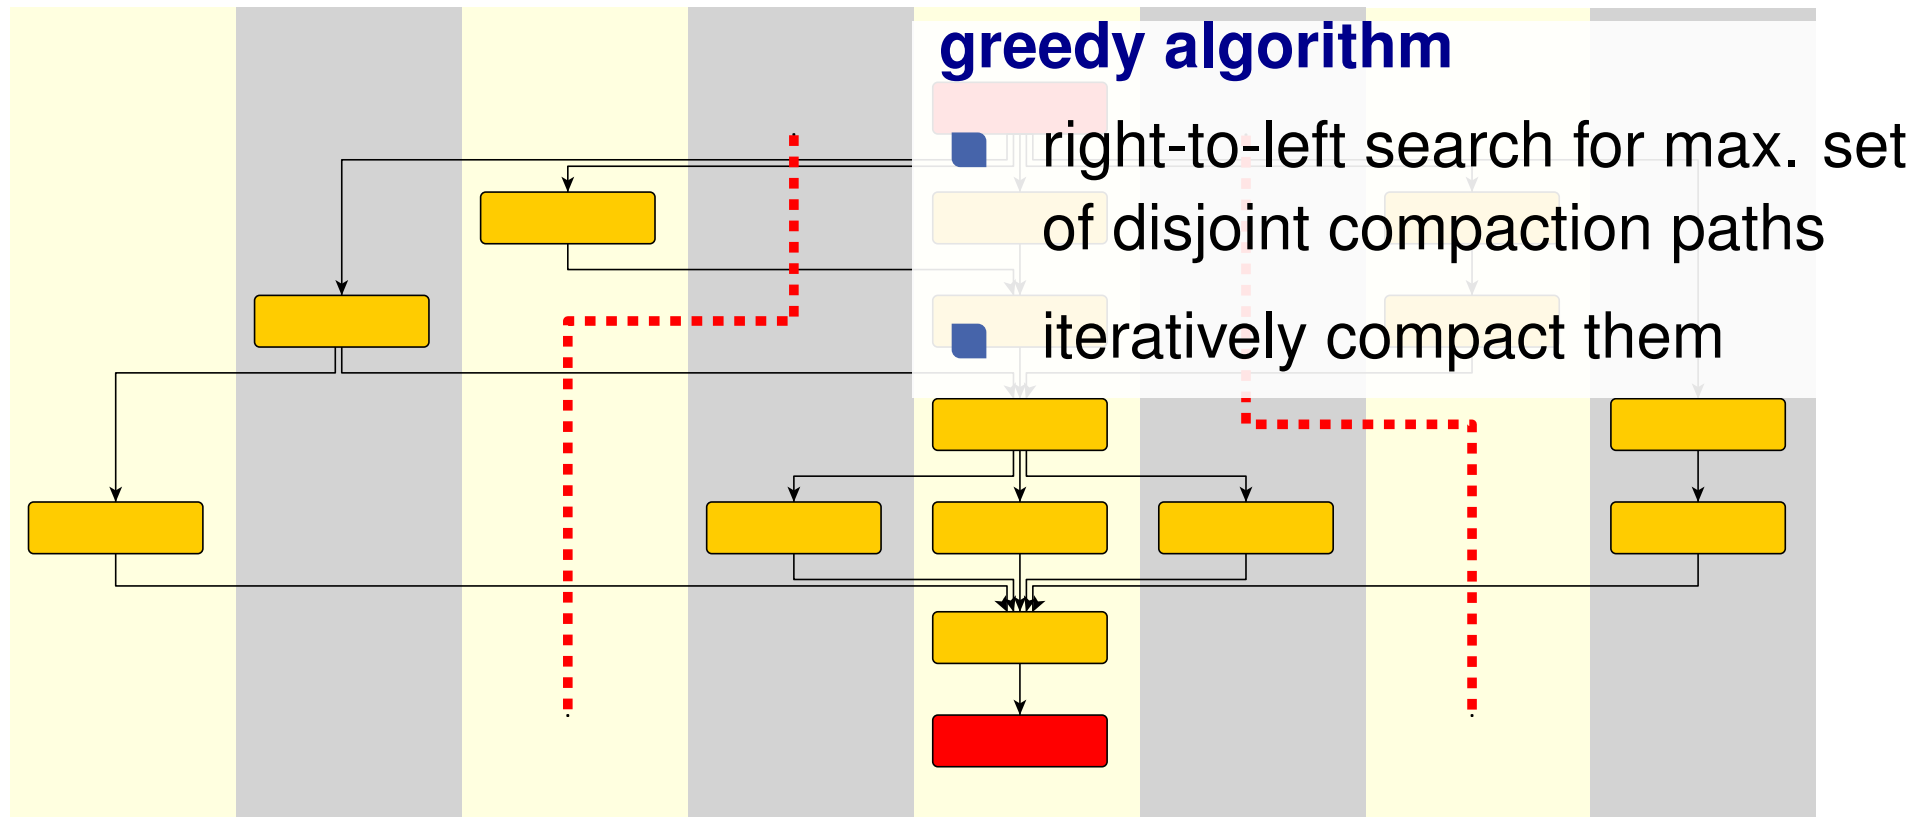 greedy algorithm
right-to-left search for max. set
of disjoint compaction paths
iteratively compact them